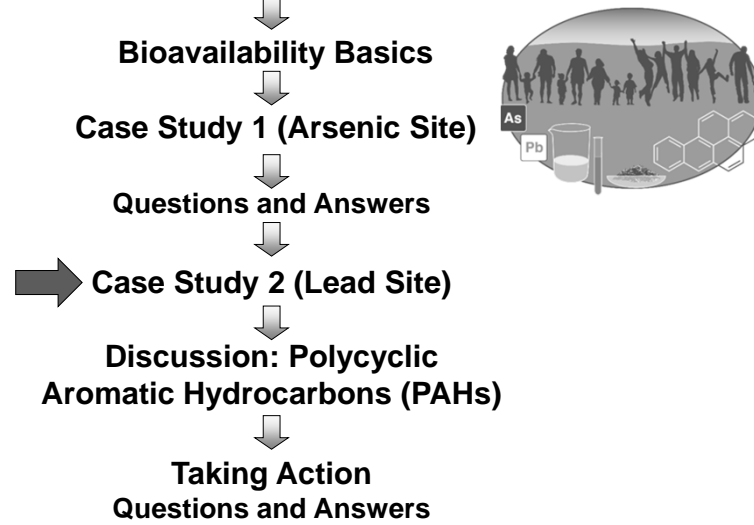 Bioavailability Basics
Case Study 1 (Arsenic Site)
Questions and Answers
Case Study 2 (Lead Site)
Discussion: Polycyclic
Aromatic Hydrocarbons (PAHs)
Taking Action
Questions and Answers
As
Pb